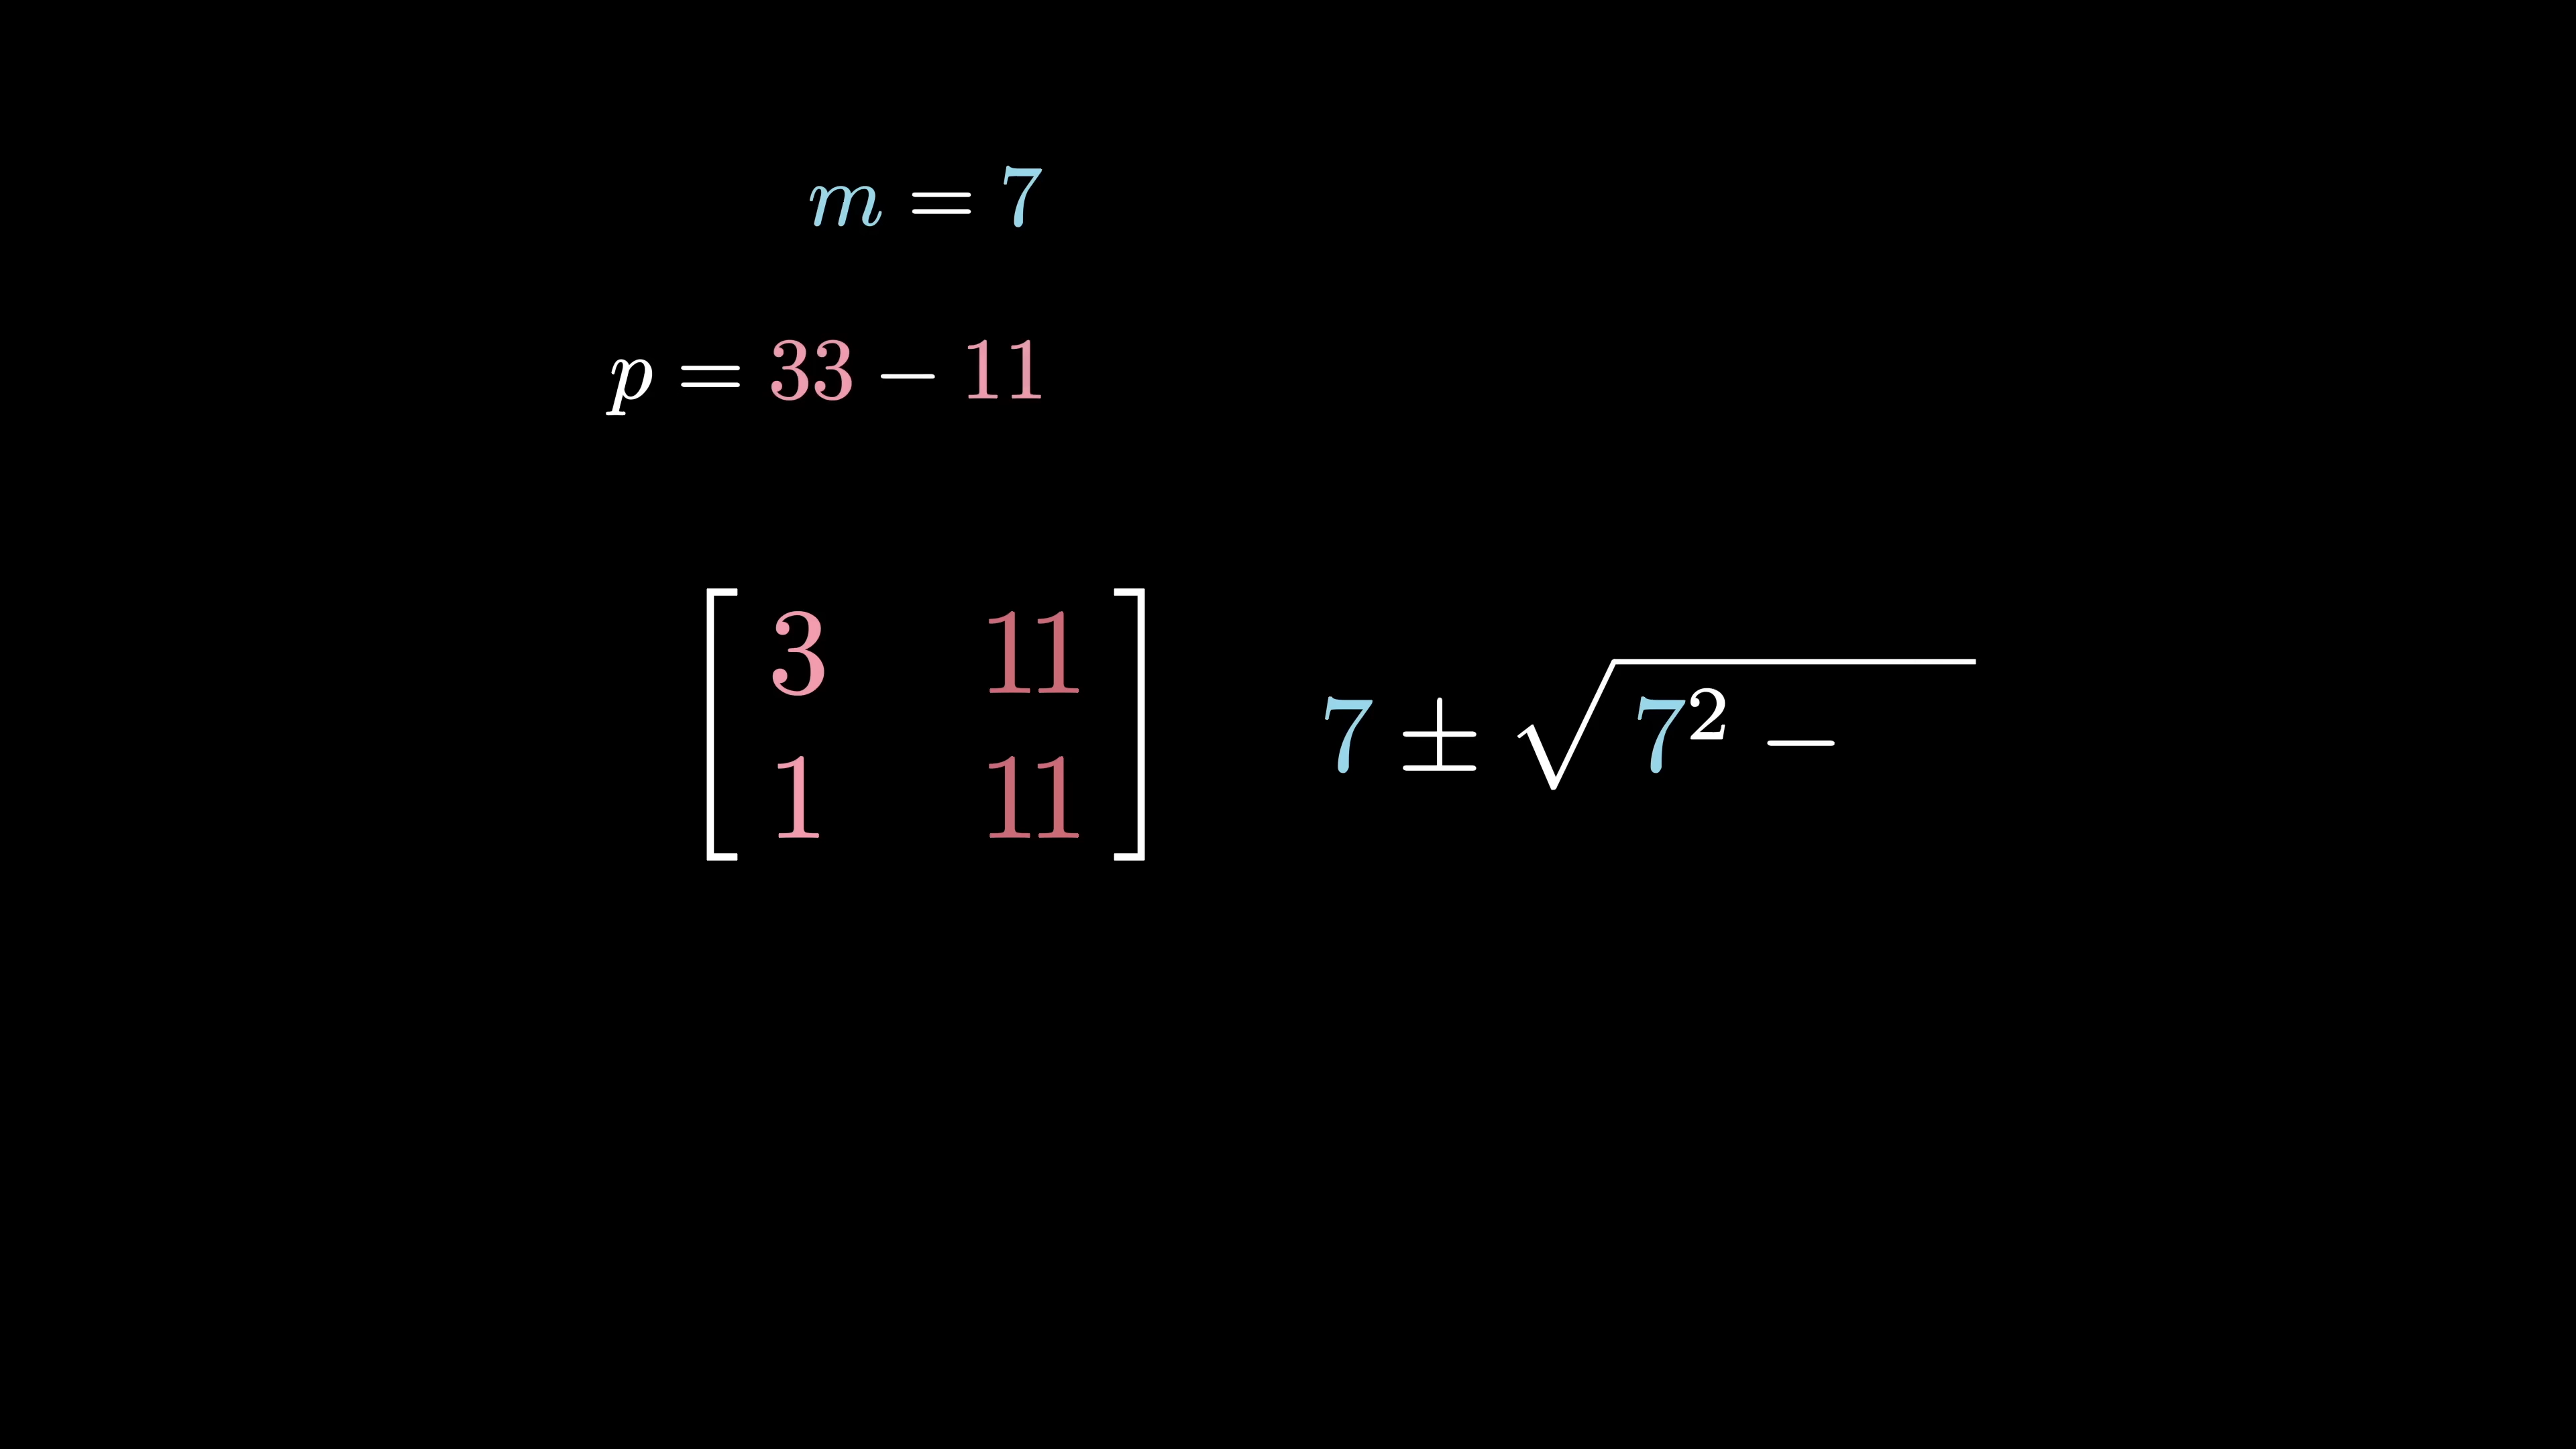 m = 7
p = 33 − 11
[ 3 11
1 11 ]
7 ± √ 7² −